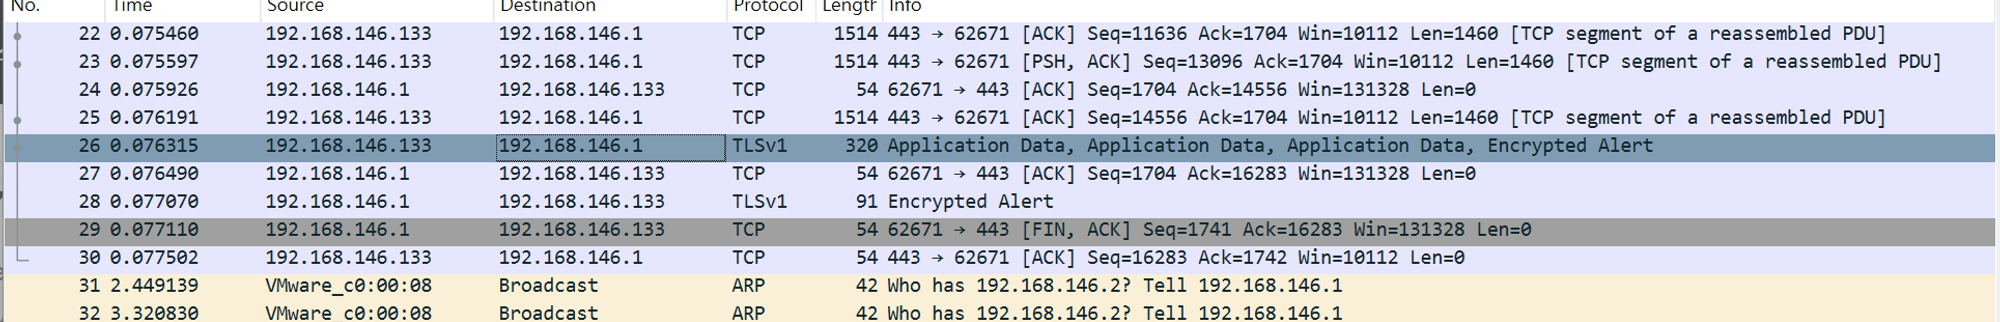 No. Time Source Destination Protocol Length Info
22 0.075460 192.168.146.133 192.168.146.1 TCP 1514 443 → 62671 [ACK] Seq=11636 Ack=1704 Win=10112 Len=1460 [TCP segment of a reassembled PDU]
23 0.075597 192.168.146.133 192.168.146.1 TCP 1514 443 → 62671 [PSH, ACK] Seq=13096 Ack=1704 Win=10112 Len=1460 [TCP segment of a reassembled PDU]
24 0.075926 192.168.146.1 192.168.146.133 TCP 54 62671 → 443 [ACK] Seq=1704 Ack=14556 Win=131328 Len=0
25 0.076191 192.168.146.133 192.168.146.1 TCP 1514 443 → 62671 [ACK] Seq=14556 Ack=1704 Win=10112 Len=1460 [TCP segment of a reassembled PDU]
26 0.076315 192.168.146.133 192.168.146.1 TLSv1 320 Application Data, Application Data, Application Data, Encrypted Alert
27 0.076490 192.168.146.1 192.168.146.133 TCP 54 62671 → 443 [ACK] Seq=1704 Ack=16283 Win=131328 Len=0
28 0.077070 192.168.146.1 192.168.146.133 TLSv1 91 Encrypted Alert
29 0.077110 192.168.146.1 192.168.146.133 TCP 54 62671 → 443 [FIN, ACK] Seq=1741 Ack=16283 Win=131328 Len=0
30 0.077502 192.168.146.133 192.168.146.1 TCP 54 443 → 62671 [ACK] Seq=16283 Ack=1742 Win=10112 Len=0
31 2.449139 VMware_c0:00:08 Broadcast ARP 42 Who has 192.168.146.2? Tell 192.168.146.1
32 3.320830 VMware_c0:00:08 Broadcast ARP 42 Who has 192.168.146.2? Tell 192.168.146.1